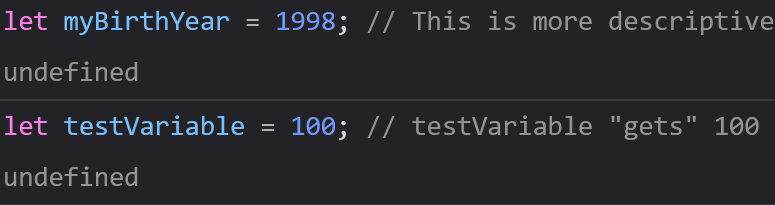 let myBirthYear = 1998; // This is more descriptive
undefined
let testVariable = 100; // testVariable "gets" 100
undefined